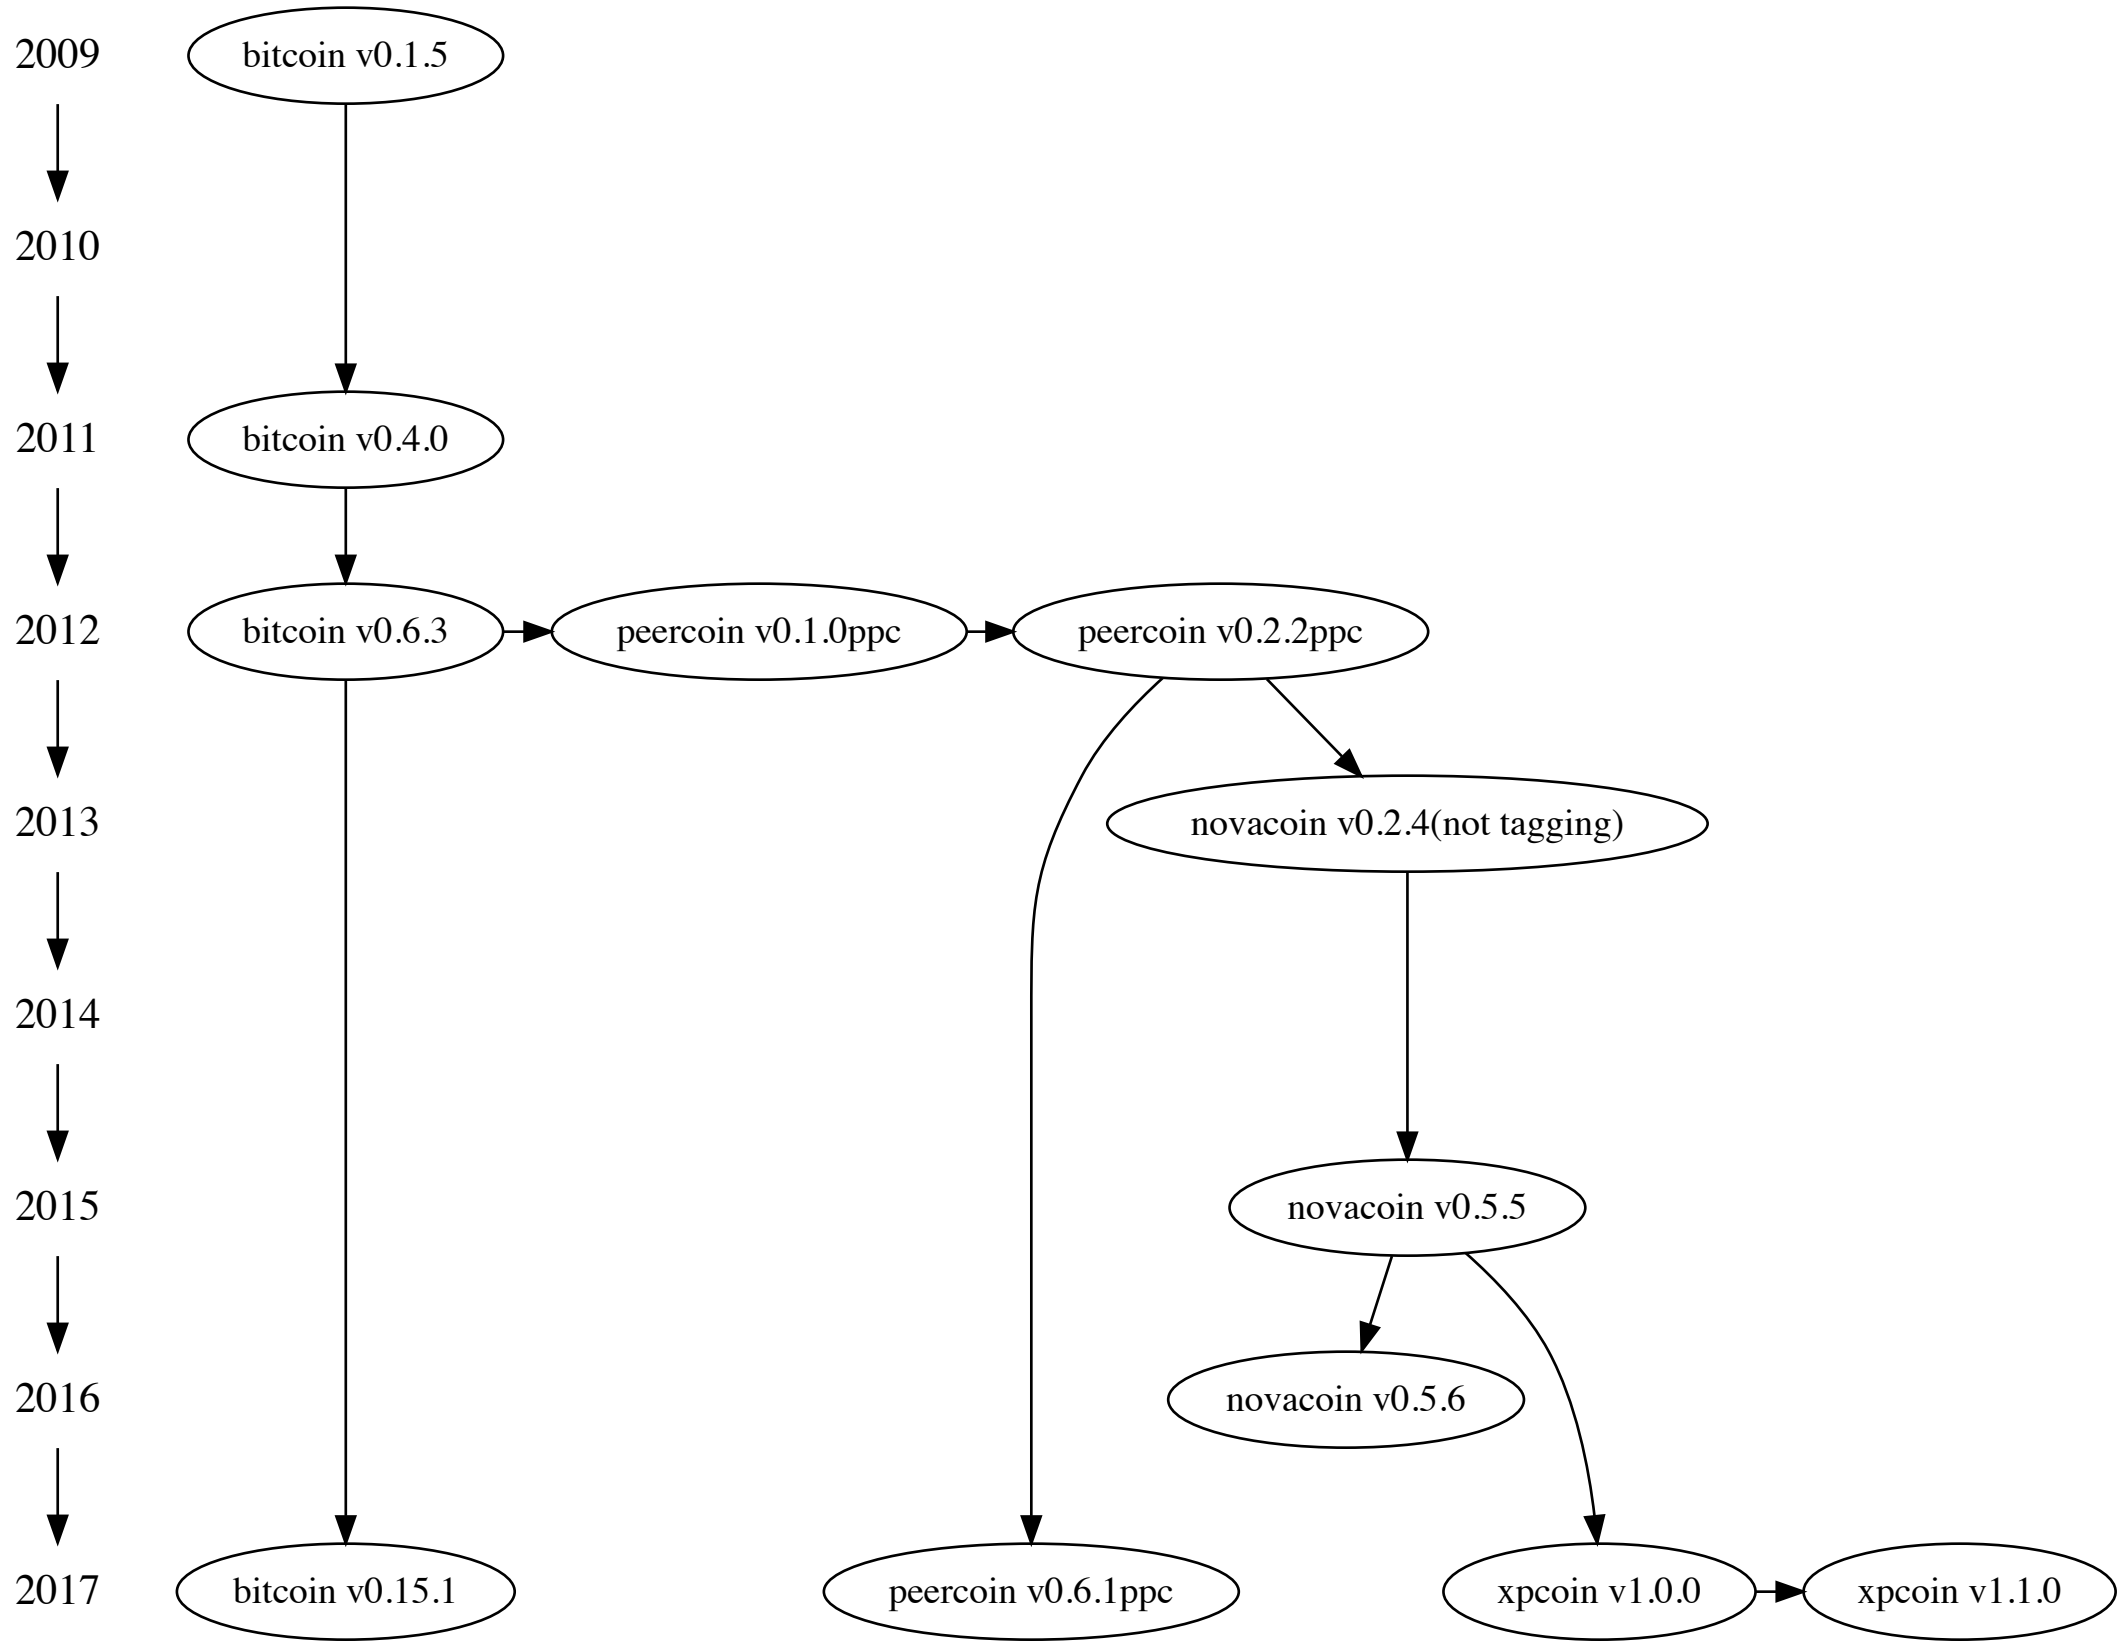 2009
bitcoin v0.1.5
2010
2011
bitcoin v0.4.0
2012
bitcoin v0.6.3
peercoin v0.1.0ppc
peercoin v0.2.2ppc
2013
novacoin v0.2.4(not tagging)
2014
2015
novacoin v0.5.5
2016
novacoin v0.5.6
2017
bitcoin v0.15.1
peercoin v0.6.1ppc
xpcoin v1.0.0
xpcoin v1.1.0